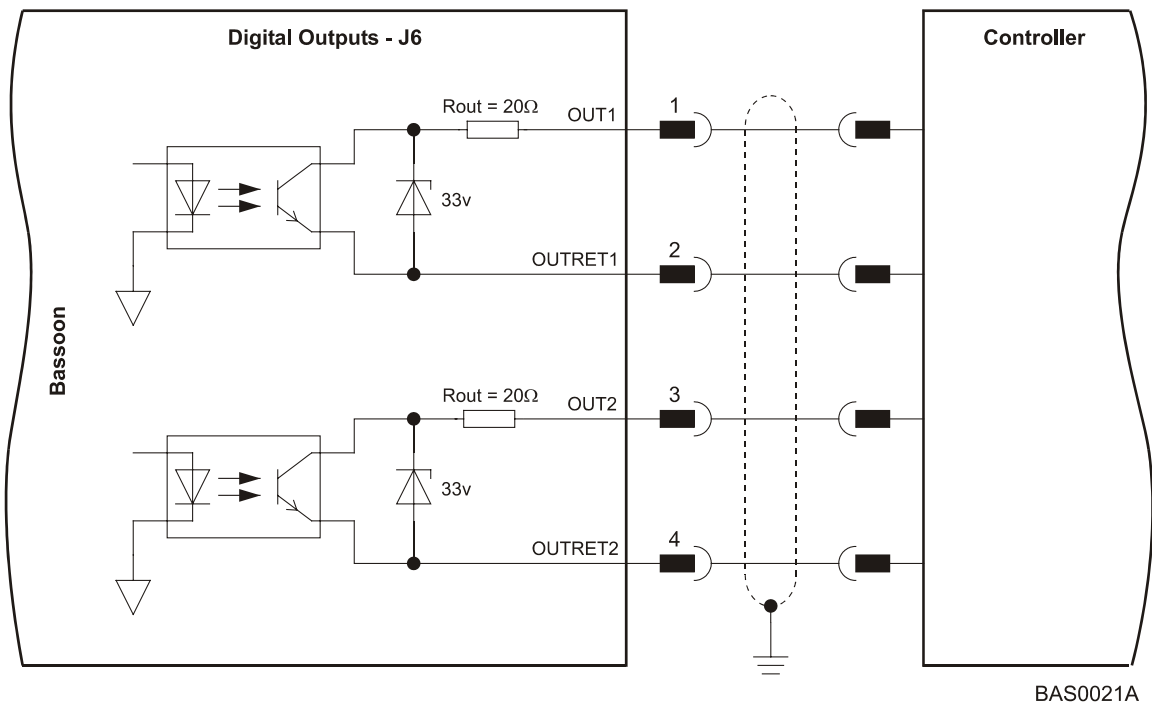 Digital Outputs - J6
Controller
Rout = 20Ω
OUT1
1
33v
OUTRET1
2
Bassoon
Rout = 20Ω
OUT2
3
33v
OUTRET2
4
BAS0021A